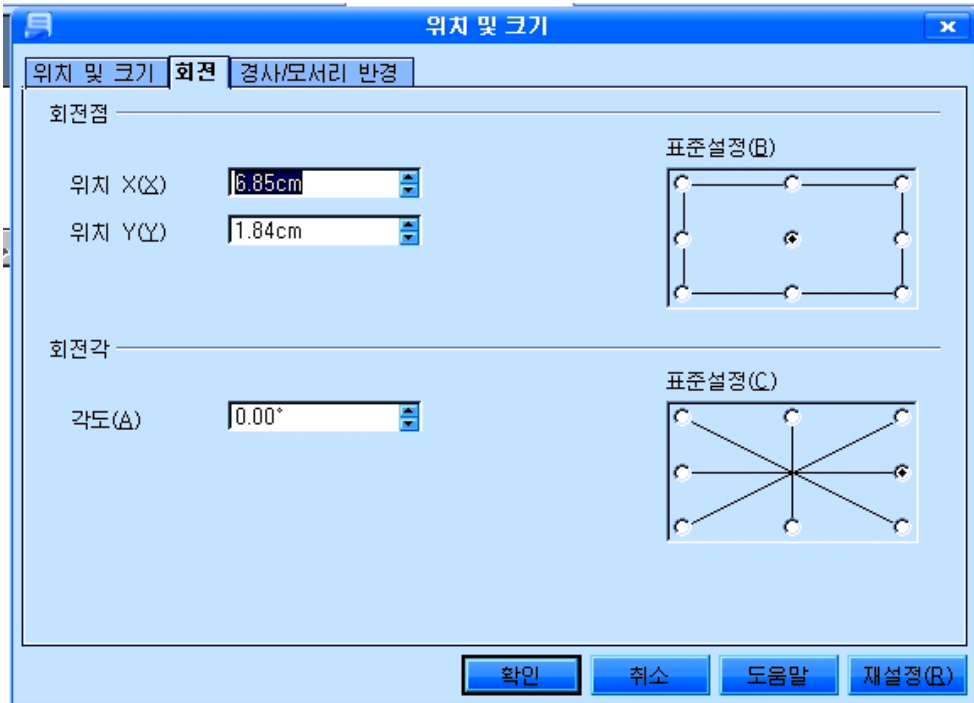 위치 및 크기
위치 및 크기 회전 경사/모서리 반경
회전점
표준설정(B)
위치 X(X) 6.85cm
위치 Y(Y) 1.84cm
회전각
표준설정(C)
각도(A) 0.00°
확인 취소 도움말 재설정(R)